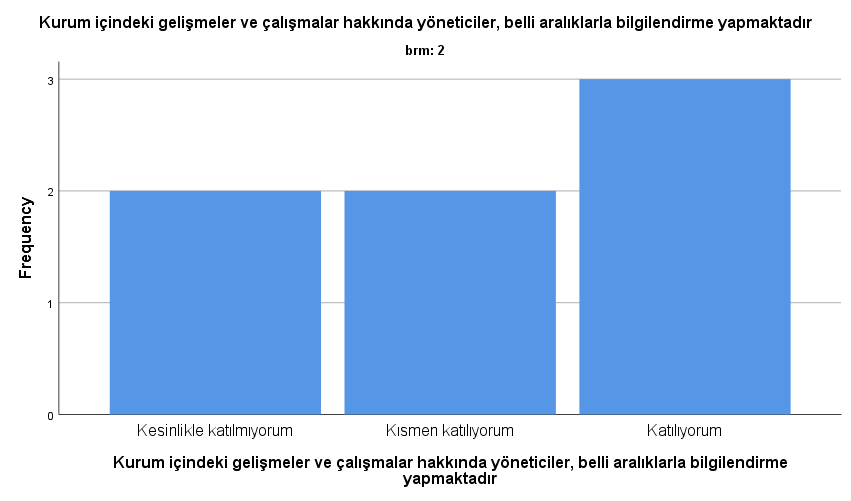 Kurum içindeki gelişmeler ve çalışmalar hakkında yöneticiler, belli aralıklarla bilgilendirme yapmaktadır
brm: 2
Frequency
3
2
1
0
Kesinlikle katılmıyorum
Kısmen katılıyorum
Katılıyorum
Kurum içindeki gelişmeler ve çalışmalar hakkında yöneticiler, belli aralıklarla bilgilendirme
yapmaktadır